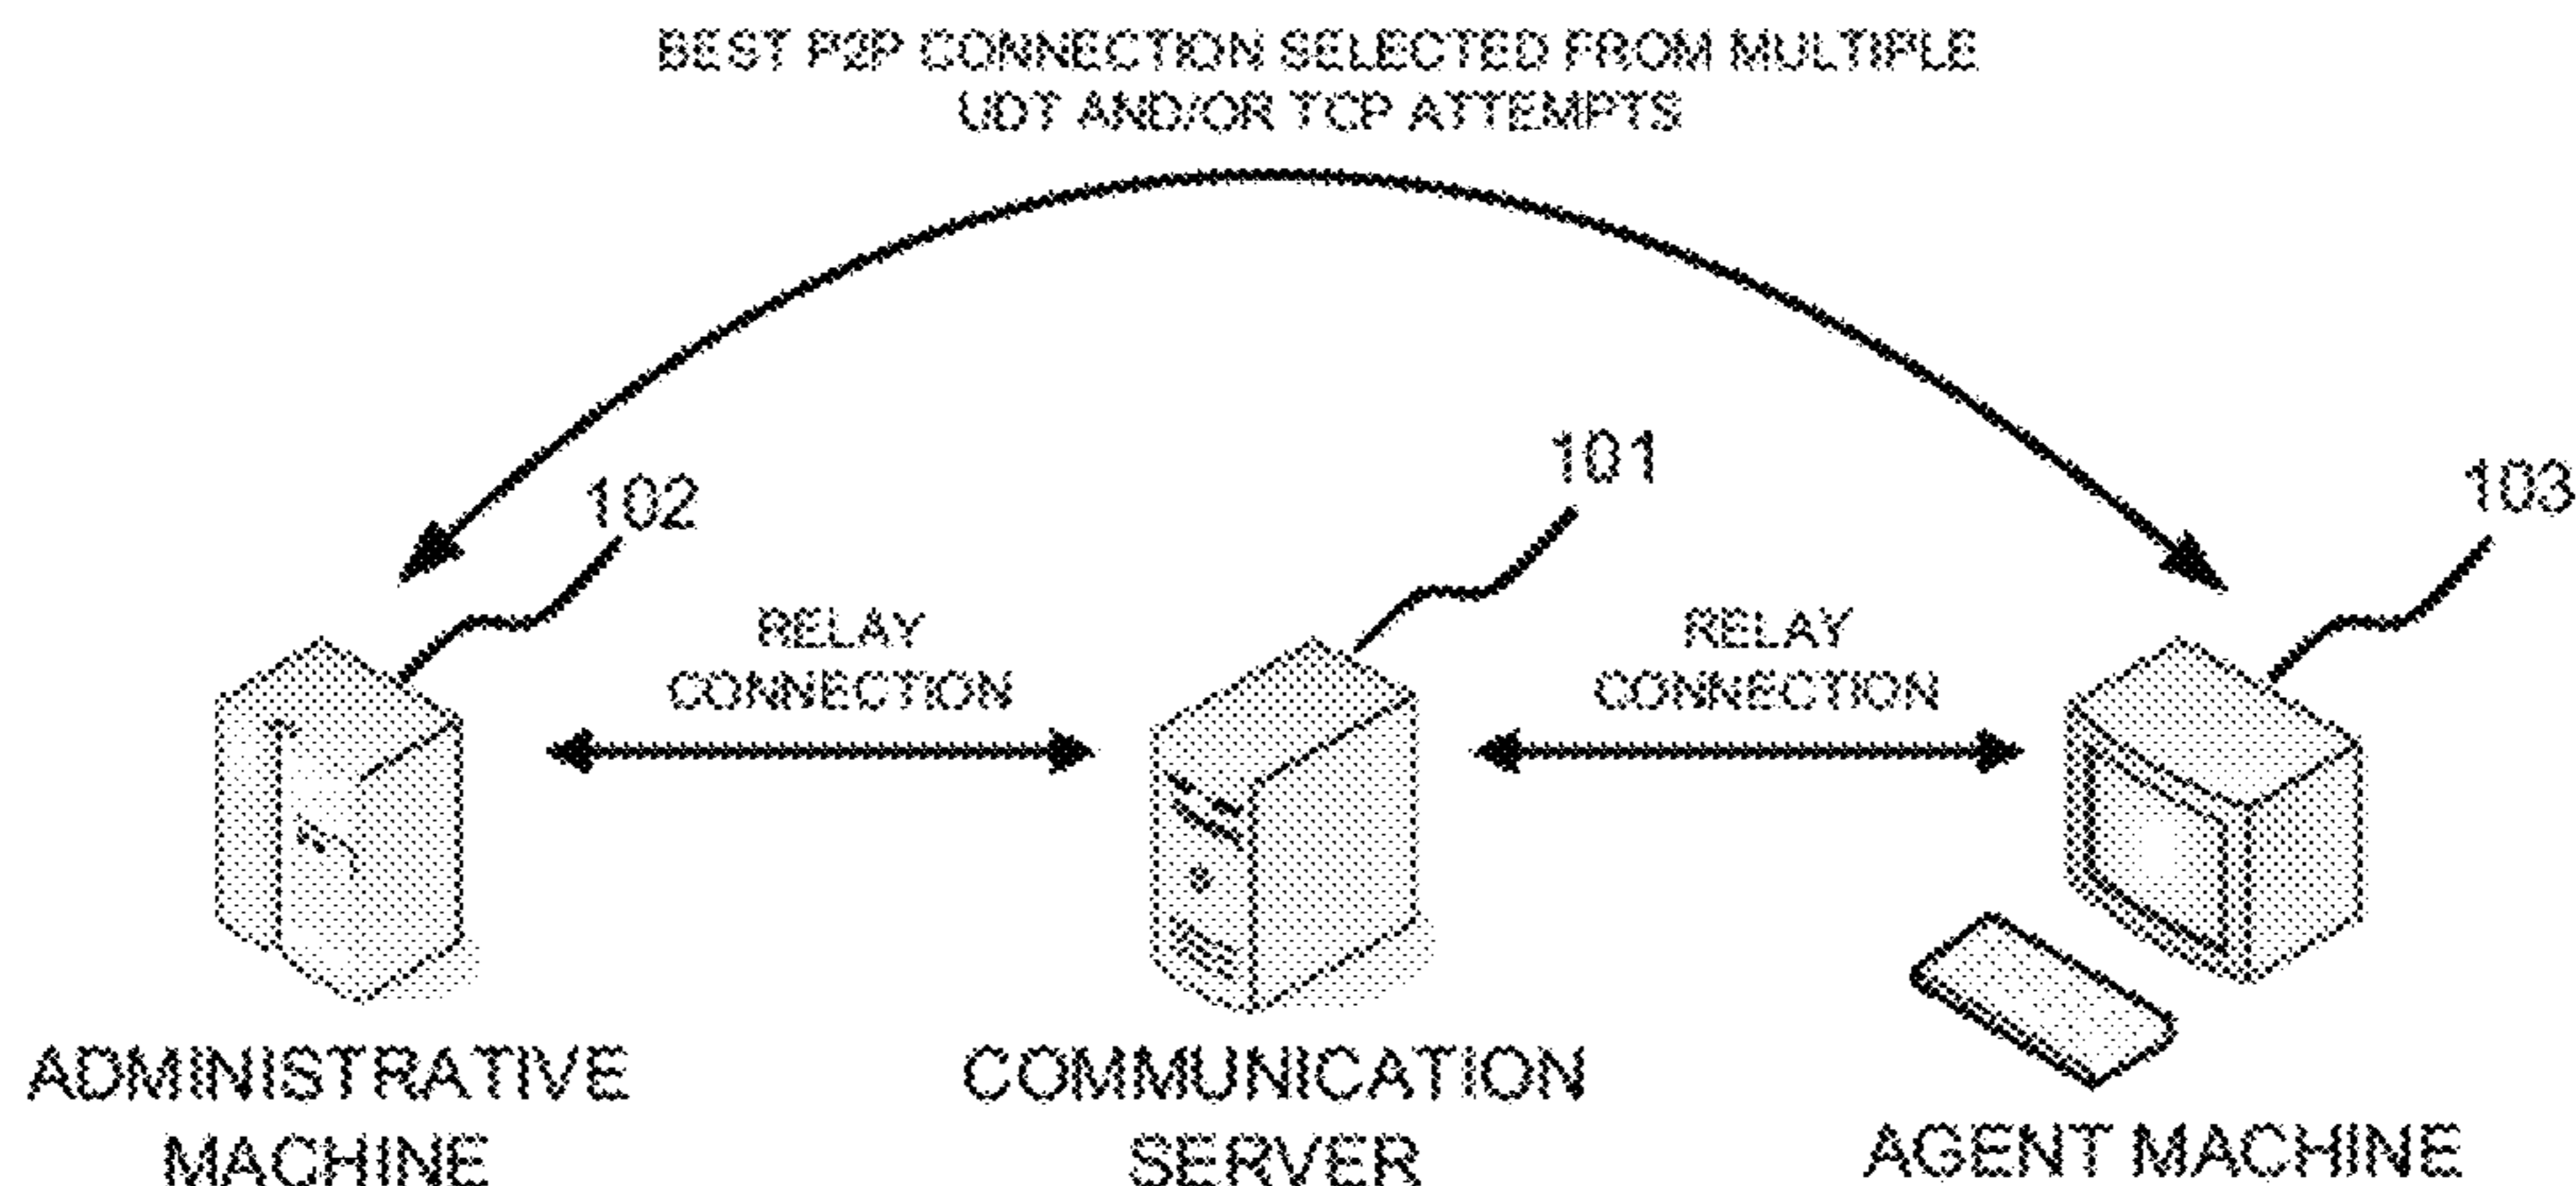 BEST P2P CONNECTION SELECTED FROM MULTIPLE
UDT AND/OR TCP ATTEMPTS
102
101
103
RELAY
CONNECTION
RELAY
CONNECTION
ADMINISTRATIVE
MACHINE
COMMUNICATION
SERVER
AGENT MACHINE